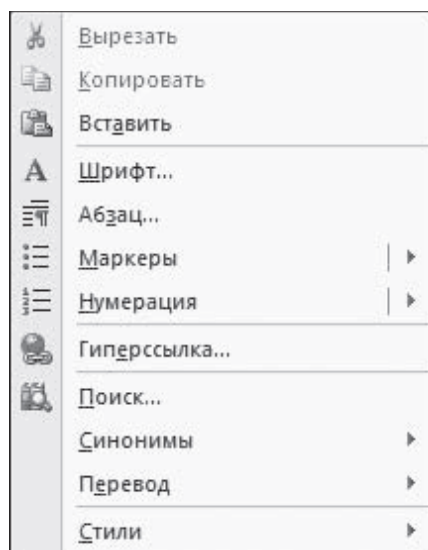 Вырезать
Копировать
Вставить
Шрифт...
Абзац...
Маркеры
Нумерация
Гиперссылка...
Поиск...
Синонимы
Перевод
Стили